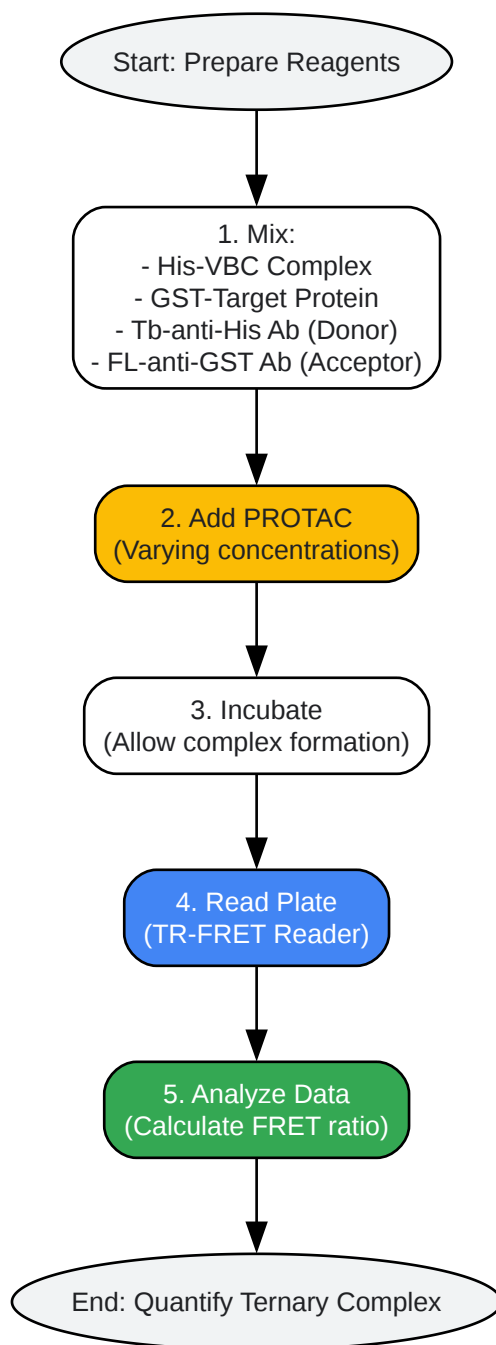 Start: Prepare Reagents
1. Mix:
- His-VBC Complex
- GST-Target Protein
- Tb-anti-His Ab (Donor)
- FL-anti-GST Ab (Acceptor)
2. Add PROTAC
(Varying concentrations)
3. Incubate
(Allow complex formation)
4. Read Plate
(TR-FRET Reader)
5. Analyze Data
(Calculate FRET ratio)
End: Quantify Ternary Complex